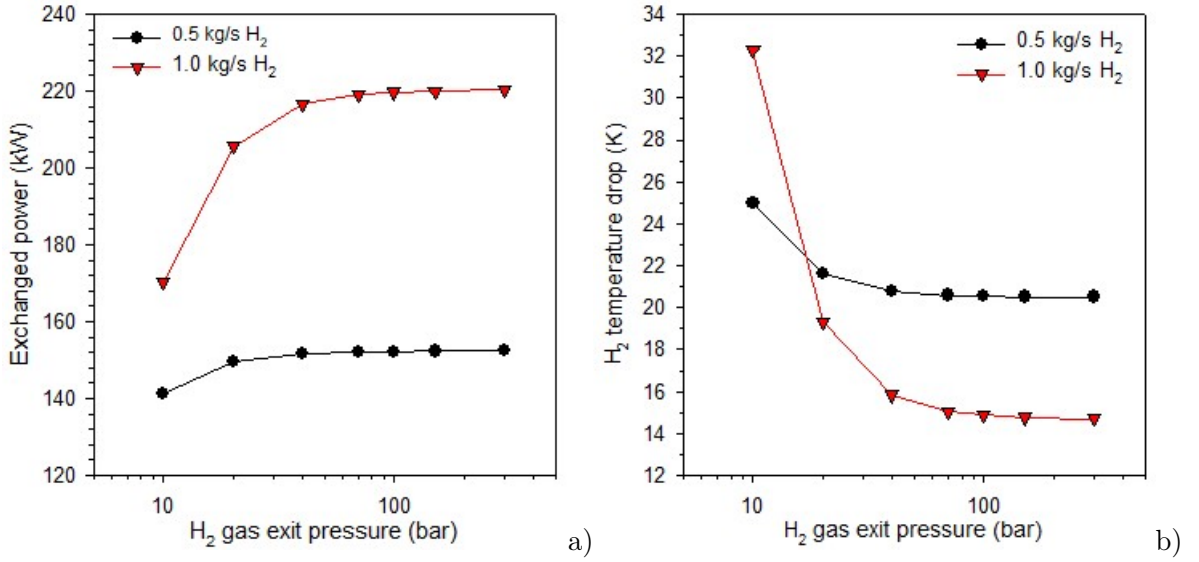 240
220
200
180
160
140
120
Exchanged power (kW)
0.5 kg/s H₂
1.0 kg/s H₂
10
100
H₂ gas exit pressure (bar)
a)
34
32
30
28
26
24
22
20
18
16
14
12
H₂ temperature drop (K)
0.5 kg/s H₂
1.0 kg/s H₂
10
100
H₂ gas exit pressure (bar)
b)